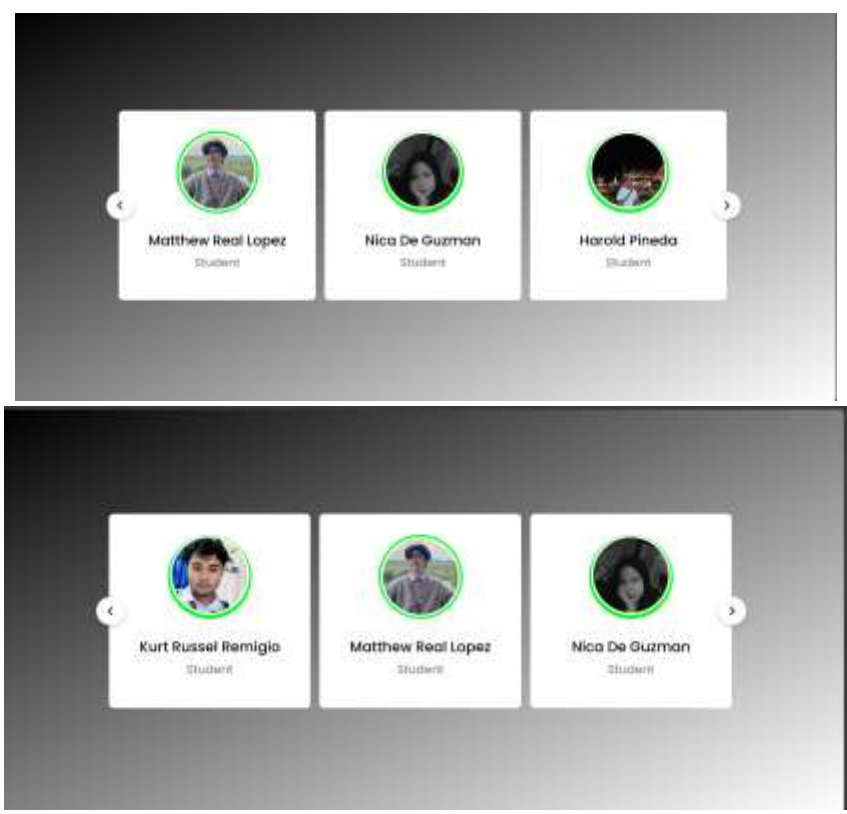 Matthew Real Lopez
Student
Nica De Guzman
Student
Harold Pineda
Student
Kurt Russel Remigio
Student
Matthew Real Lopez
Student
Nica De Guzman
Student